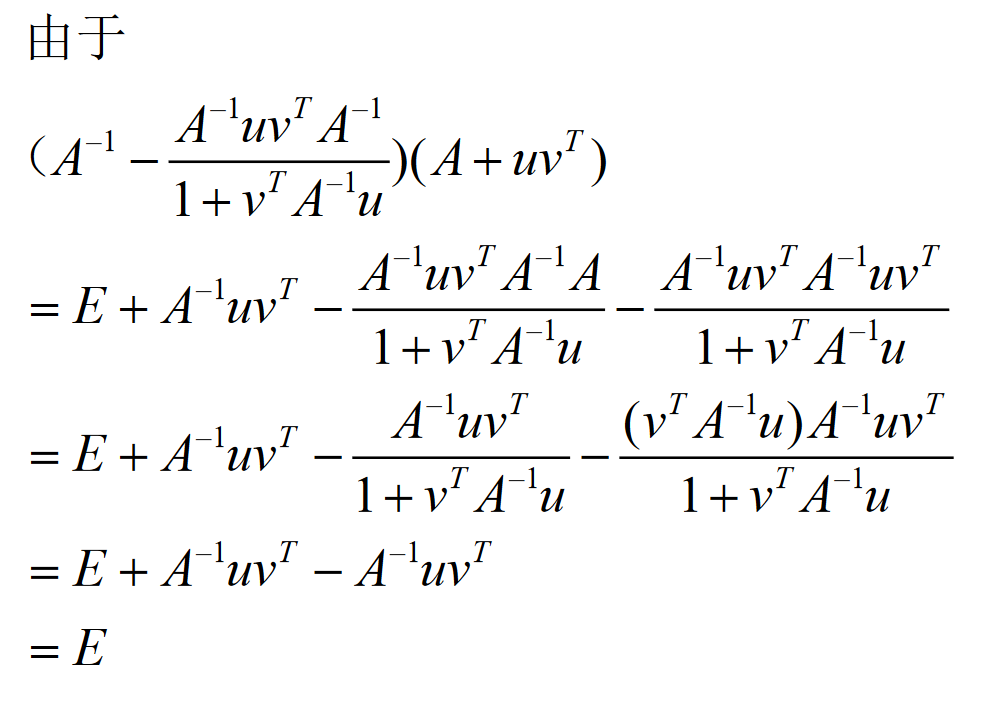 由于
$(A^{-1} - \frac{A^{-1}uv^T A^{-1}}{1+v^T A^{-1}u})(A+uv^T)$
$= E + A^{-1}uv^T - \frac{A^{-1}uv^T A^{-1}A}{1+v^T A^{-1}u} - \frac{A^{-1}uv^T A^{-1}uv^T}{1+v^T A^{-1}u}$
$= E + A^{-1}uv^T - \frac{A^{-1}uv^T}{1+v^T A^{-1}u} - \frac{(v^T A^{-1}u)A^{-1}uv^T}{1+v^T A^{-1}u}$
$= E + A^{-1}uv^T - A^{-1}uv^T$
$= E$